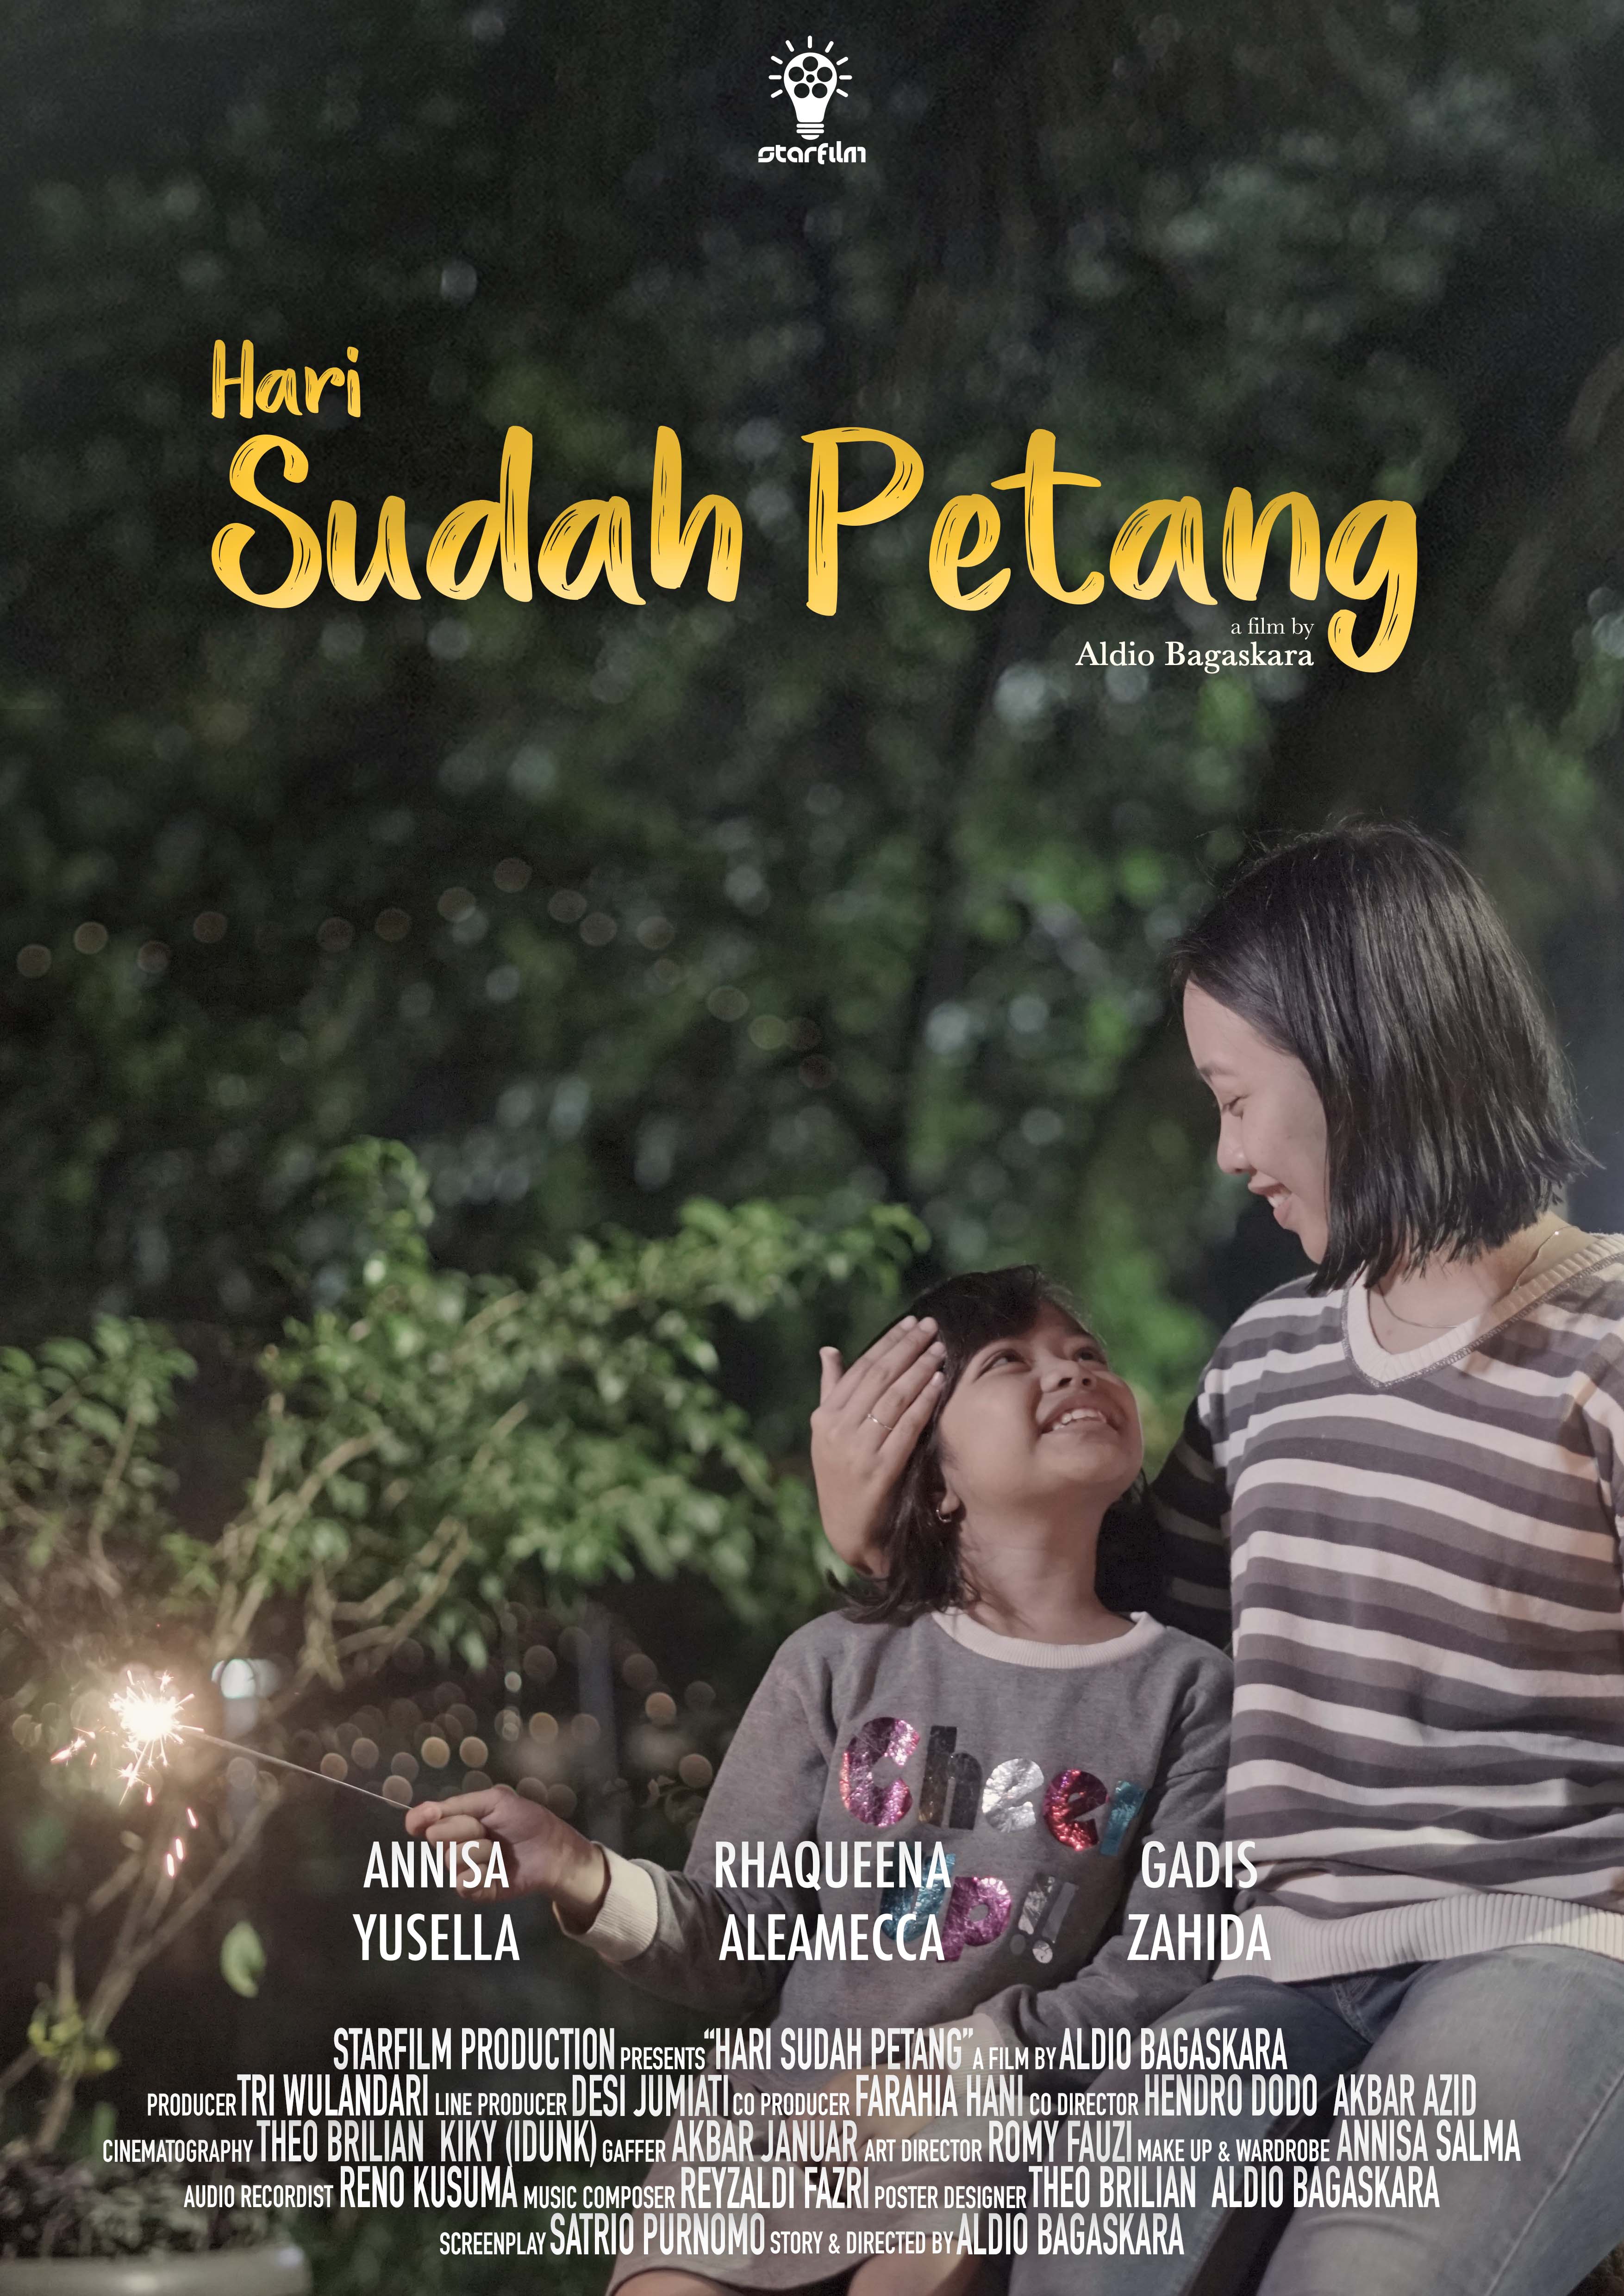 starfilm
Hari
Sudah Petang
a film by
Aldio Bagaskara
Cheer
Up!!
ANNISA RHAQUEENA GADIS
YUSELLA ALEAMECCA ZAHIDA
STARFILM PRODUCTION PRESENTS “HARI SUDAH PETANG” A FILM BY ALDIO BAGASKARA
PRODUCER TRI WULANDARI LINE PRODUCER DESI JUMIATI CO PRODUCER FARAHIA HANI CO DIRECTOR HENDRO DODO AKBAR AZID
CINEMATOGRAPHY THEO BRILIAN KIKY (IDUNK) GAFFER AKBAR JANUAR ART DIRECTOR ROMY FAUZI MAKE UP & WARDROBE ANNISA SALMA
AUDIO RECORDIST RENO KUSUMA MUSIC COMPOSER REYZALDI FAZRI POSTER DESIGNER THEO BRILIAN ALDIO BAGASKARA
SCREENPLAY SATRIO PURNOMO STORY & DIRECTED BY ALDIO BAGASKARA